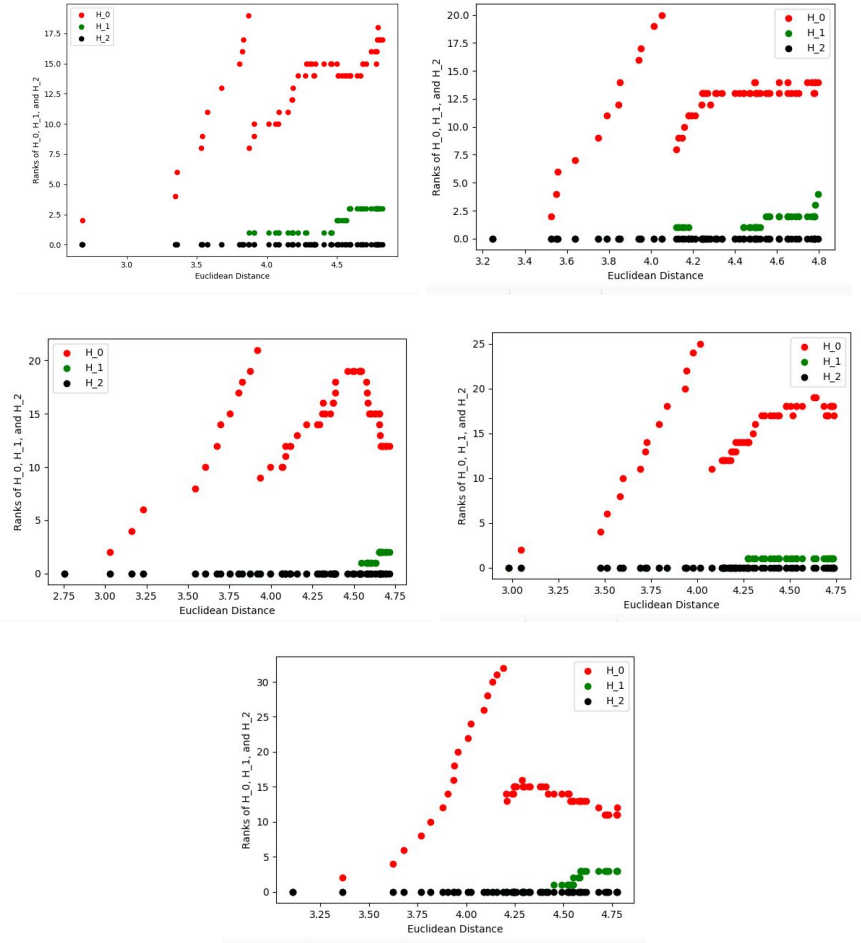 H_0
H_1
H_2
17.5
15.0
12.5
10.0
7.5
5.0
2.5
0.0
Ranks of H_0, H_1, and H_2
3.0 3.5 4.0 4.5
Euclidean Distance
H_0
H_1
H_2
20.0
17.5
15.0
12.5
10.0
7.5
5.0
2.5
0.0
Ranks of H_0, H_1, and H_2
3.2 3.4 3.6 3.8 4.0 4.2 4.4 4.6 4.8
Euclidean Distance
H_0
H_1
H_2
20
15
10
5
0
Ranks of H_0, H_1, and H_2
2.75 3.00 3.25 3.50 3.75 4.00 4.25 4.50 4.75
Euclidean Distance
H_0
H_1
H_2
25
20
15
10
5
0
Ranks of H_0, H_1, and H_2
3.00 3.25 3.50 3.75 4.00 4.25 4.50 4.75
Euclidean Distance
H_0
H_1
H_2
30
25
20
15
10
5
0
Ranks of H_0, H_1, and H_2
3.25 3.50 3.75 4.00 4.25 4.50 4.75
Euclidean Distance